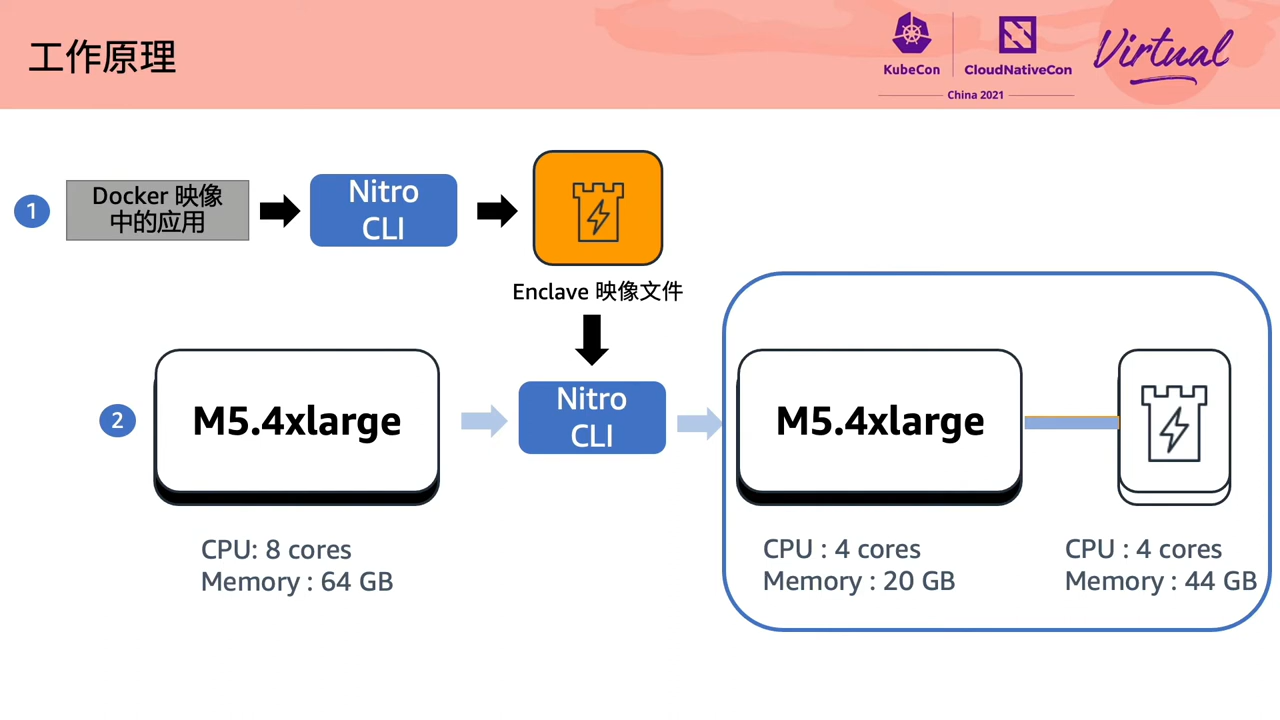 工作原理
KubeCon
CloudNativeCon
China 2021
Virtual
1
Docker 映像
中的应用
Nitro
CLI
Enclave 映像文件
2
M5.4xlarge
Nitro
CLI
M5.4xlarge
CPU: 8 cores
Memory : 64 GB
CPU : 4 cores
Memory : 20 GB
CPU : 4 cores
Memory : 44 GB